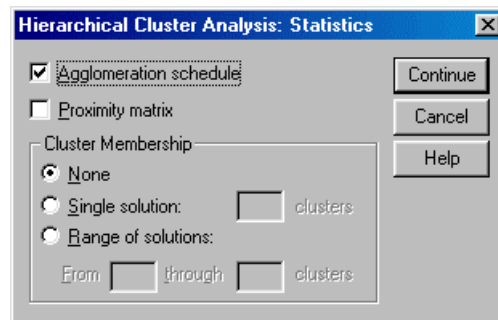 Hierarchical Cluster Analysis: Statistics
Agglomeration schedule
Proximity matrix
Cluster Membership
None
Single solution: clusters
Range of solutions:
From through clusters
Continue
Cancel
Help